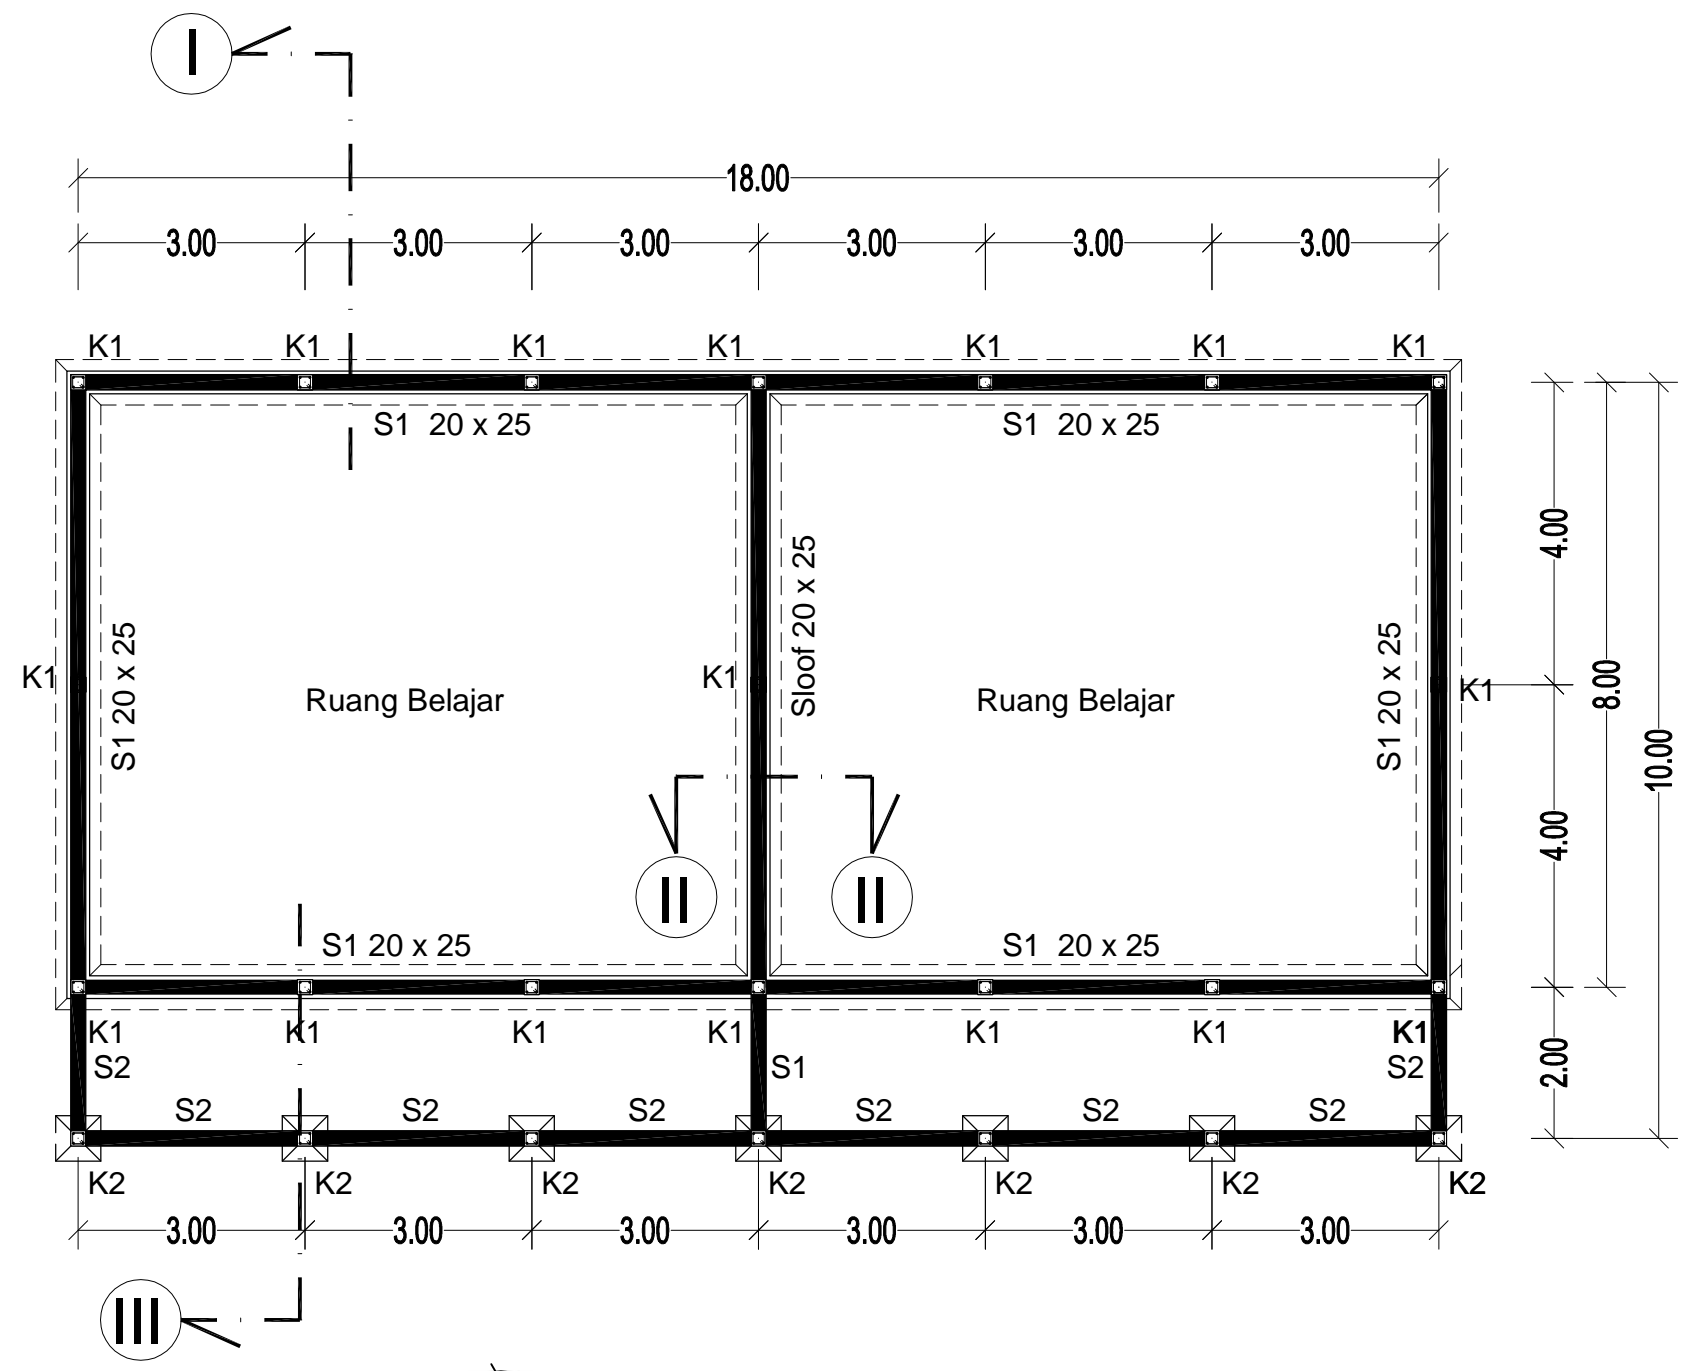 I
18.00
3.00 3.00 3.00 3.00 3.00 3.00
K1 K1 K1 K1 K1 K1 K1
S1 20 x 25 S1 20 x 25
4.00
Sloof 20 x 25
S1 20 x 25 S1 20 x 25
K1 K1 K1
8.00
Ruang Belajar Ruang Belajar
10.00
4.00
II II
S1 20 x 25 S1 20 x 25
K1 K1 K1 K1 K1 K1 K1
S2 S1 S2
2.00
S2 S2 S2 S2 S2 S2
K2 K2 K2 K2 K2 K2 K2
3.00 3.00 3.00 3.00 3.00 3.00
III